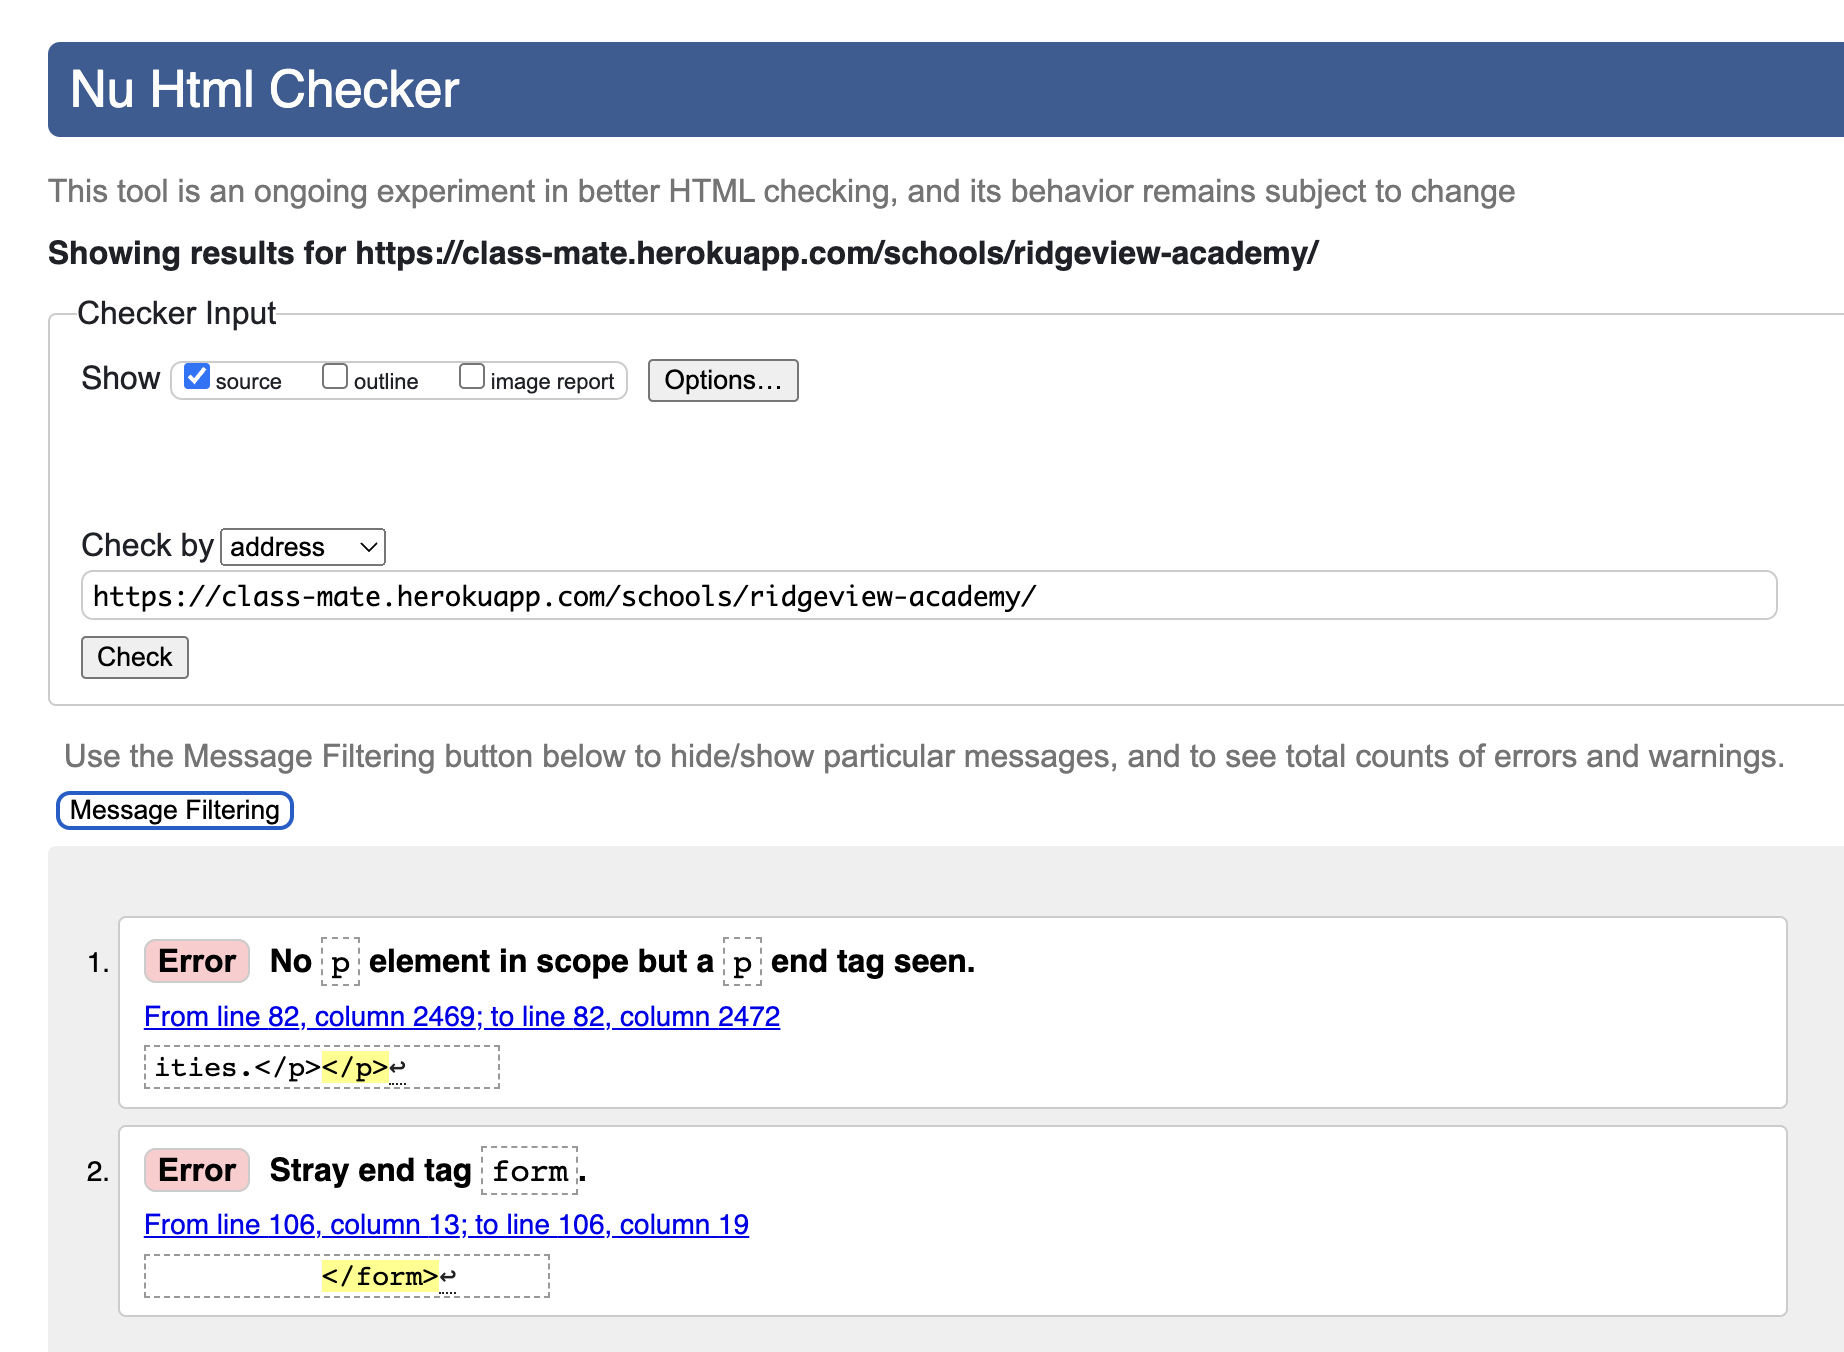 Nu Html Checker
This tool is an ongoing experiment in better HTML checking, and its behavior remains subject to change
Showing results for https://class-mate.herokuapp.com/schools/ridgeview-academy/
Checker Input
Show source outline image report Options...
Check by address
https://class-mate.herokuapp.com/schools/ridgeview-academy/
Check
Use the Message Filtering button below to hide/show particular messages, and to see total counts of errors and warnings.
Message Filtering
1. Error No p element in scope but a p end tag seen.
From line 82, column 2469; to line 82, column 2472
ities.</p></p>↩
2. Error Stray end tag form.
From line 106, column 13; to line 106, column 19
</form>↩